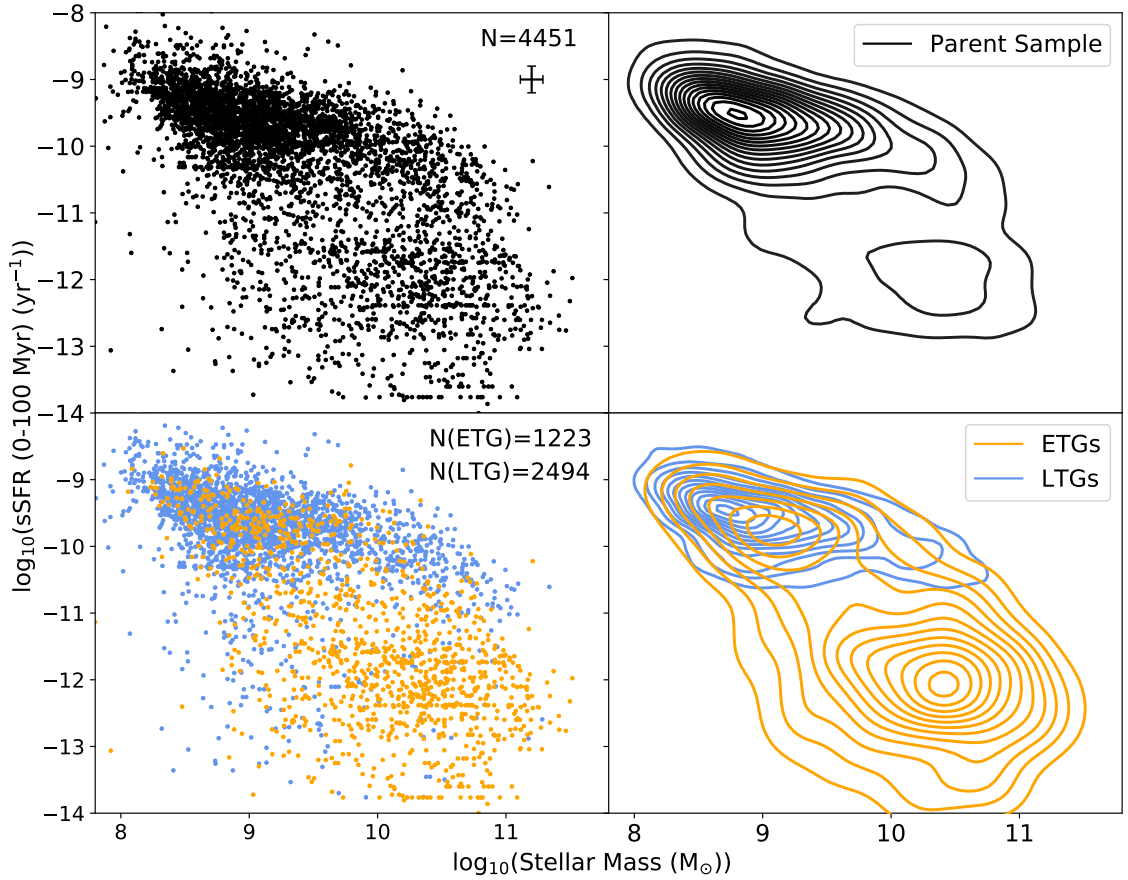 −8
−9
−10
−11
−12
−13
−14
N=4451
Parent Sample
log₁₀(sSFR (0-100 Myr) (yr⁻¹))
−9
−10
−11
−12
−13
−14
N(ETG)=1223
N(LTG)=2494
ETGs
LTGs
8 9 10 11
8 9 10 11
log₁₀(Stellar Mass (M☉))